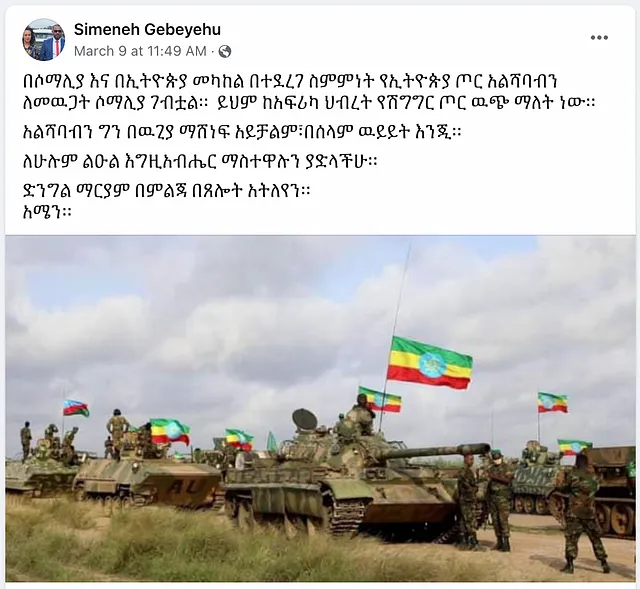 Simeneh Gebeyehu
March 9 at 11:49 AM ·
በሶማሊያ እና በኢትዮጵያ መካከል በተደረገ ስምምነት የኢትዮጵያ ጦር አልሻባብን
ለመዉጋት ሶማሊያ ገብቷል። ይህም ከአፍሪካ ህብረት የሽግግር ጦር ዉጭ ማለት ነው።
አልሻባብን ግን በዉጊያ ማሸነፍ አይቻልም፣በሰላም ዉይይት እንጂ።
ለሁሉም ልዑል እግዚአብሔር ማስተዋሉን ያድላችሁ።
ድንግል ማርያም በምልጃ በጸሎት አትለየን።
አሜን።
AU